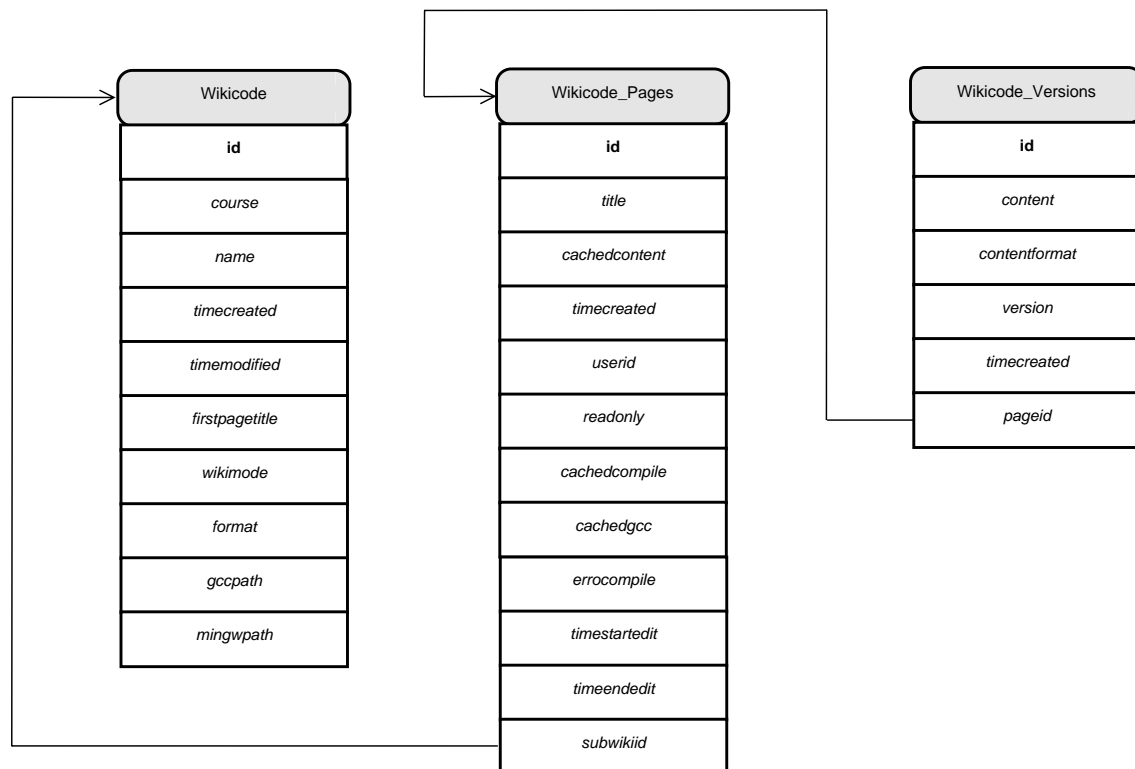 Wikicode
id
course
name
timecreated
timemodified
firstpagetitle
wikimode
format
gccpath
mingwpath
Wikicode_Pages
id
title
cachedcontent
timecreated
userid
readonly
cachedcompile
cachedgcc
errocompile
timestartedit
timeendedit
subwikiid
Wikicode_Versions
id
content
contentformat
version
timecreated
pageid